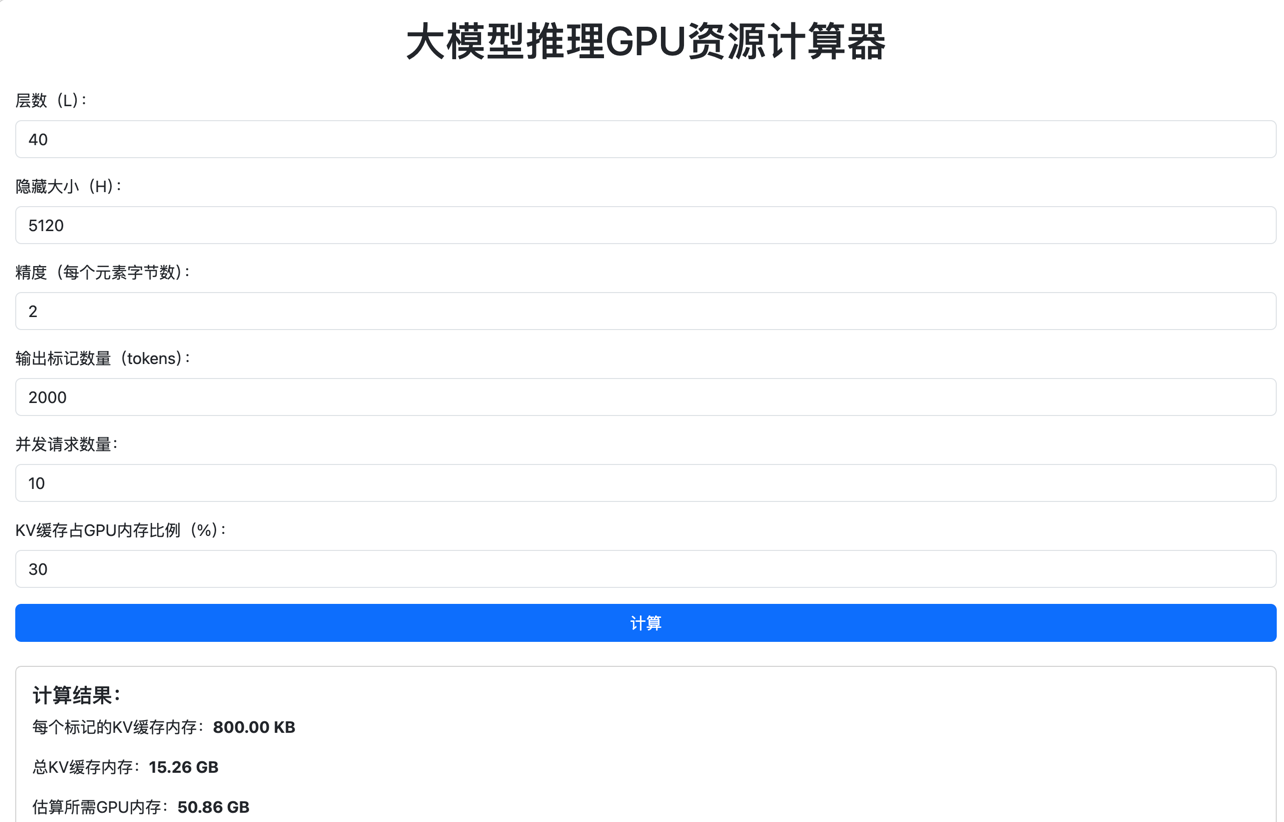 大模型推理GPU资源计算器
层数（L）：
40
隐藏大小（H）：
5120
精度（每个元素字节数）：
2
输出标记数量（tokens）：
2000
并发请求数量：
10
KV缓存占GPU内存比例（%）：
30
计算
计算结果：
每个标记的KV缓存内存：800.00 KB
总KV缓存内存：15.26 GB
估算所需GPU内存：50.86 GB